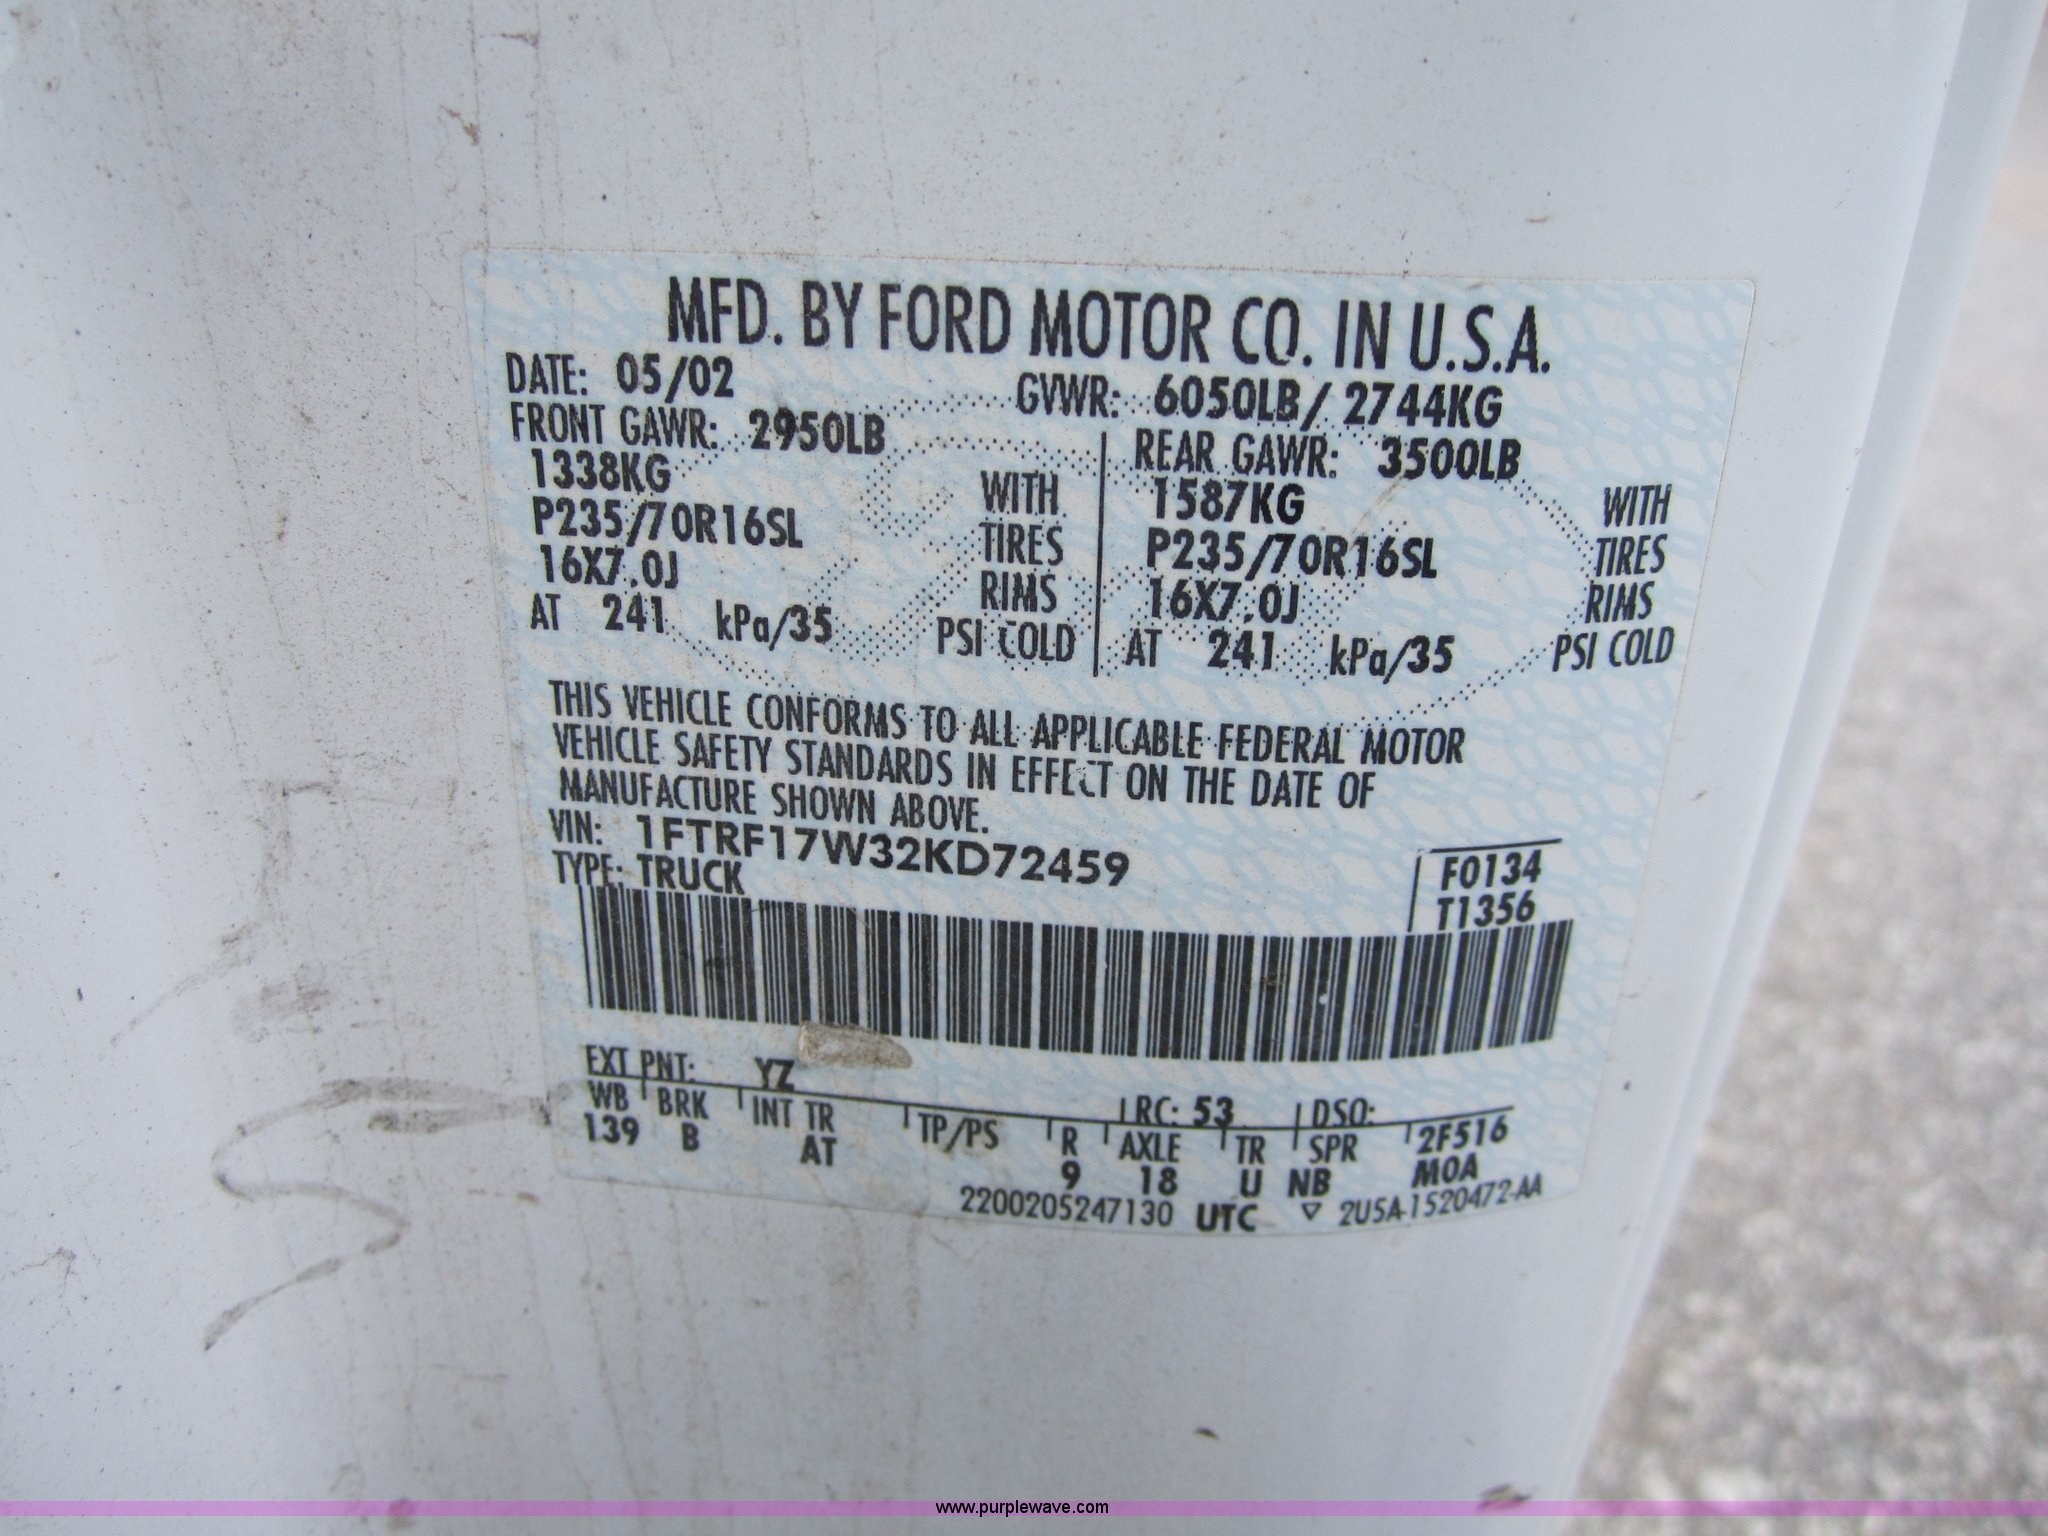 MFD. BY FORD MOTOR CO. IN U.S.A.
DATE: 05/02 GVWR: 6050LB/ 2744KG
FRONT GAWR: 2950LB REAR GAWR: 3500LB
1338KG WITH 1587KG WITH
P235/70R16SL TIRES P235/70R16SL TIRES
16X7.0J RIMS 16X7.0J RIMS
AT 241 kPa/35 PSI COLD AT 241 kPa/35 PSI COLD
THIS VEHICLE CONFORMS TO ALL APPLICABLE FEDERAL MOTOR
VEHICLE SAFETY STANDARDS IN EFFECT ON THE DATE OF
MANUFACTURE SHOWN ABOVE.
VIN: 1FTRF17W32KD72459 F0134
TYPE: TRUCK T1356
EXT PNT: YZ RC: 53 DSO:
WB BRK INT TR TP/PS R AXLE TR SPR 2F516
139 B AT 9 18 U NB M0A
2200205247130 UTC ▽ 2U5A-1520472-AA
www.purplewave.com